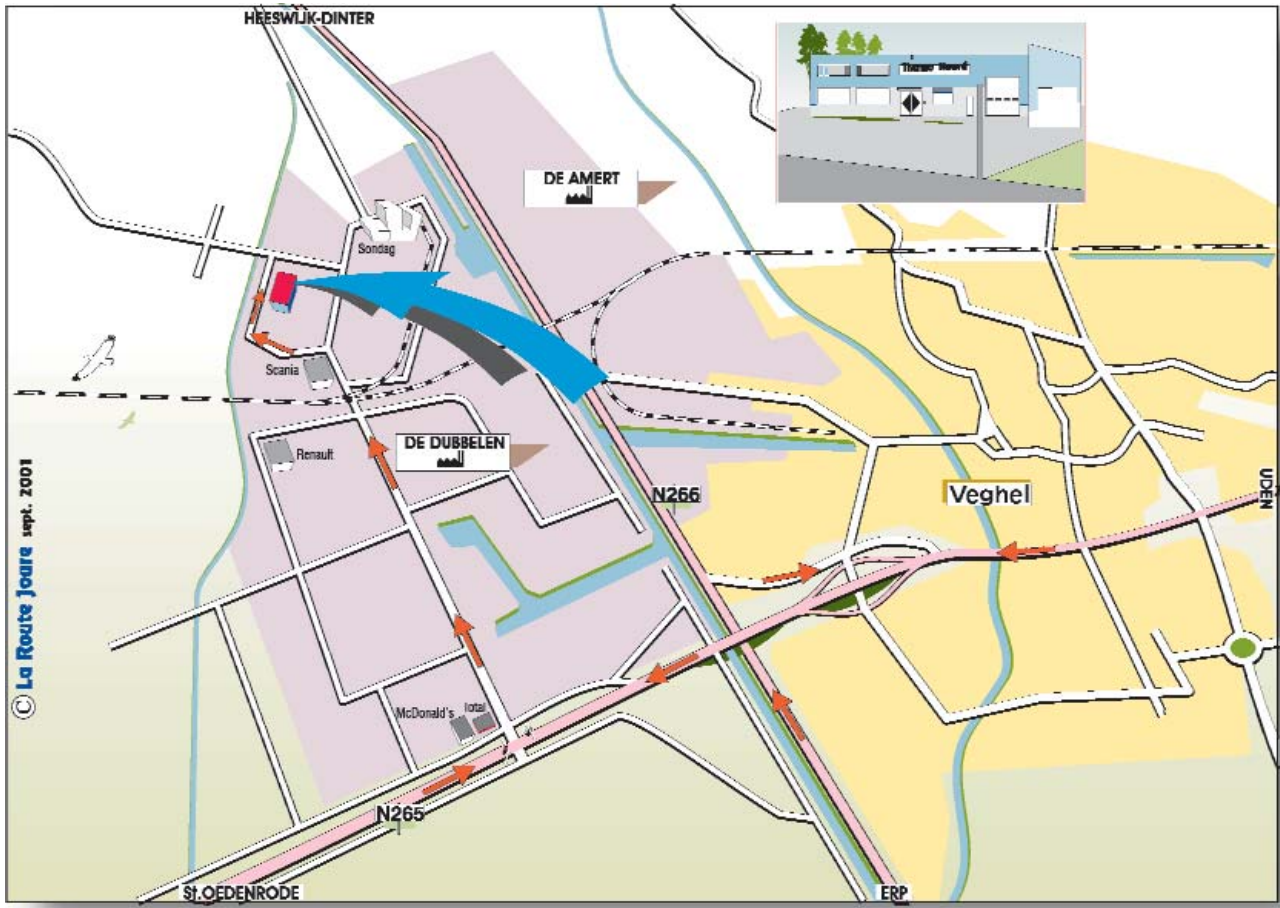 HEESWIJK-DINTER
DE AMERT
Sondag
Scania
DE DUBBELEN
Renault
N266
Veghel
UDEN
McDonald's
Total
N265
St.OEDENRODE
ERP
© La Route Joure sept. 2001